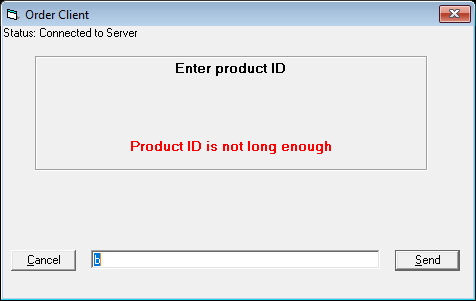 Order Client
Status: Connected to Server
Enter product ID
Product ID is not long enough
Cancel
b
Send